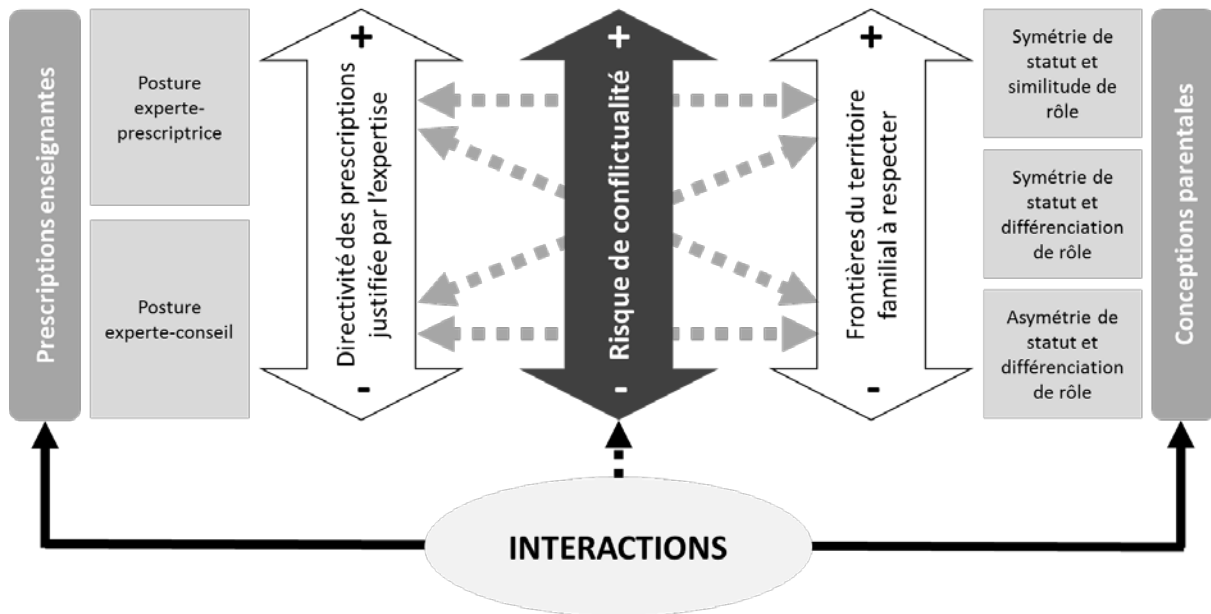 Prescriptions enseignantes
Posture
experte-
prescriptrice
Posture
experte-conseil
+
Directivité des prescriptions
justifiée par l'expertise
-
+
Risque de conflictualité
-
+
Frontières du territoire
familial à respecter
-
Symétrie de
statut et
similitude de
rôle
Symétrie de
statut et
différenciation
de rôle
Asymétrie de
statut et
différenciation
de rôle
Conceptions parentales
INTERACTIONS